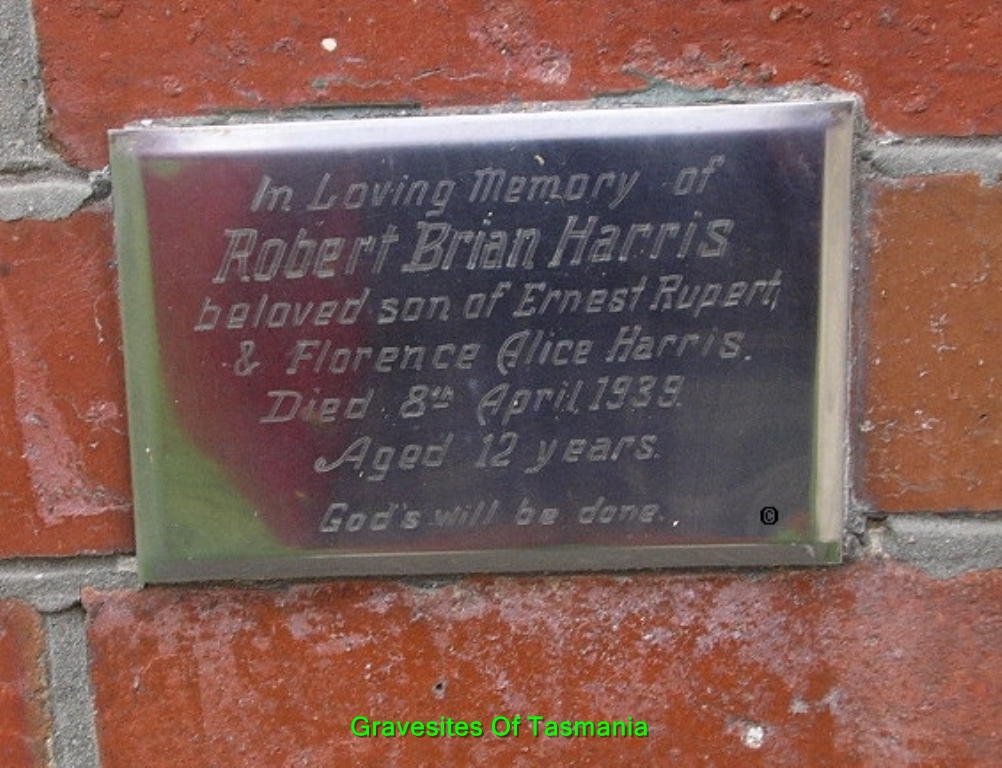 In Loving Memory of
Robert Brian Harris
beloved son of Ernest Rupert,
& Florence Alice Harris.
Died 8th April, 1939.
Aged 12 years.
God's will be done.
©
Gravesites Of Tasmania